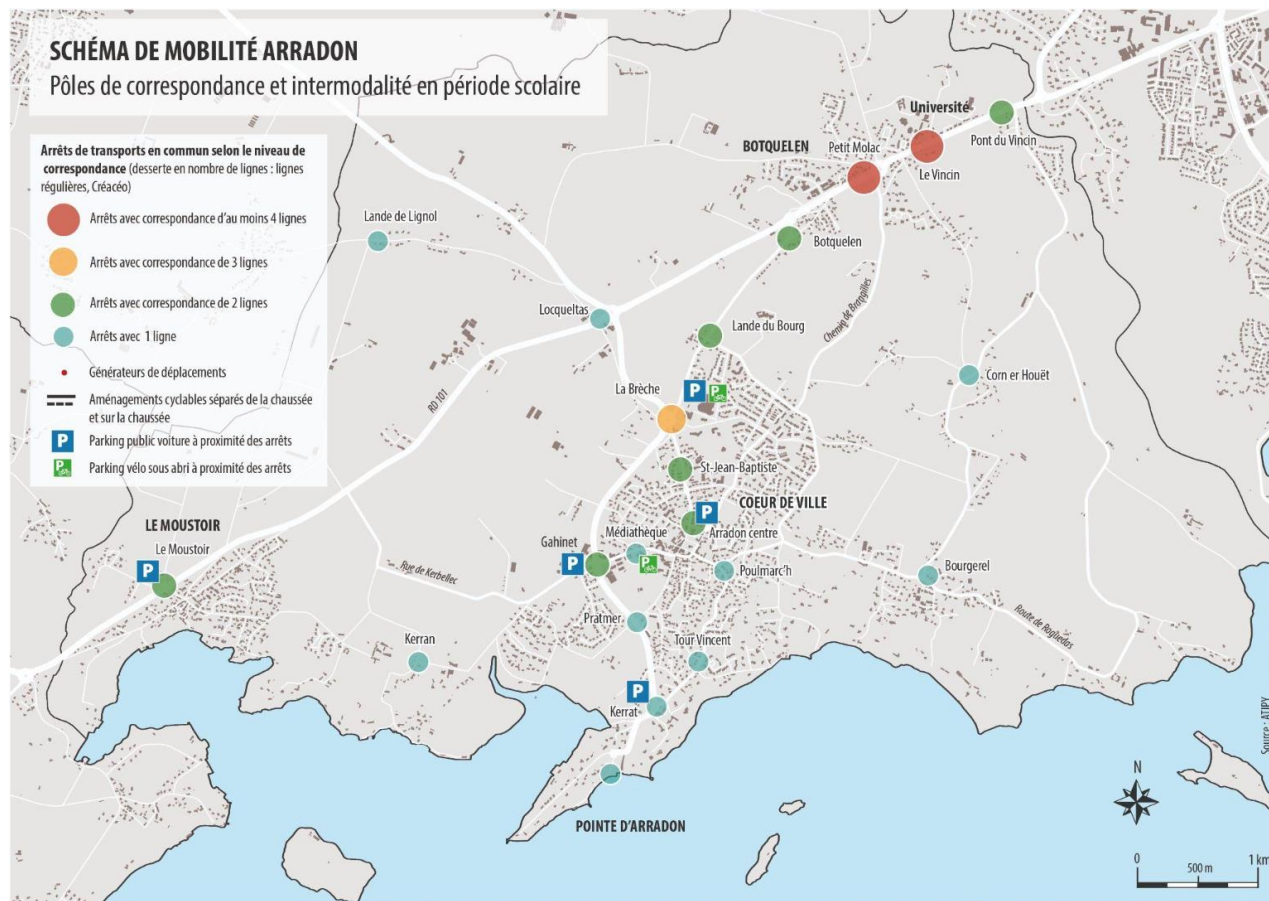 SCHÉMA DE MOBILITÉ ARRADON
Pôles de correspondance et intermodalité en période scolaire
Arrêts de transports en commun selon le niveau de
correspondance (desserte en nombre de lignes : lignes
régulières, Créacéo)
Arrêts avec correspondance d'au moins 4 lignes
Arrêts avec correspondance de 3 lignes
Arrêts avec correspondance de 2 lignes
Arrêts avec 1 ligne
Générateurs de déplacements
Aménagements cyclables séparés de la chaussée
et sur la chaussée
P Parking public voiture à proximité des arrêts
P Parking vélo sous abri à proximité des arrêts
Université
Pont du Vincin
BOTQUELEN
Petit Molac
Le Vincin
Lande de Lignol
Botquelen
Locqueltas
Lande du Bourg
Chemin de Brangilles
Corn er Houët
La Brèche
P
P
RD 101
St-Jean-Baptiste
COEUR DE VILLE
P
LE MOUSTOIR
Le Moustoir
P
Médiathèque
Arradon centre
Gahinet
P
P
Rue de Kerbellec
Poulmarc'h
Bourgerel
Route de Roguedas
Pratmer
Kerran
Tour Vincent
P
Kerrat
Source : ATIPY
N
POINTE D'ARRADON
0
500 m
1 km